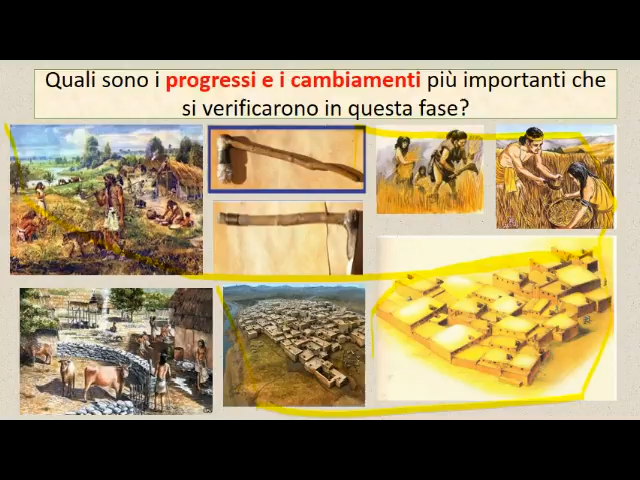 Quali sono i progressi e i cambiamenti più importanti che
si verificarono in questa fase?